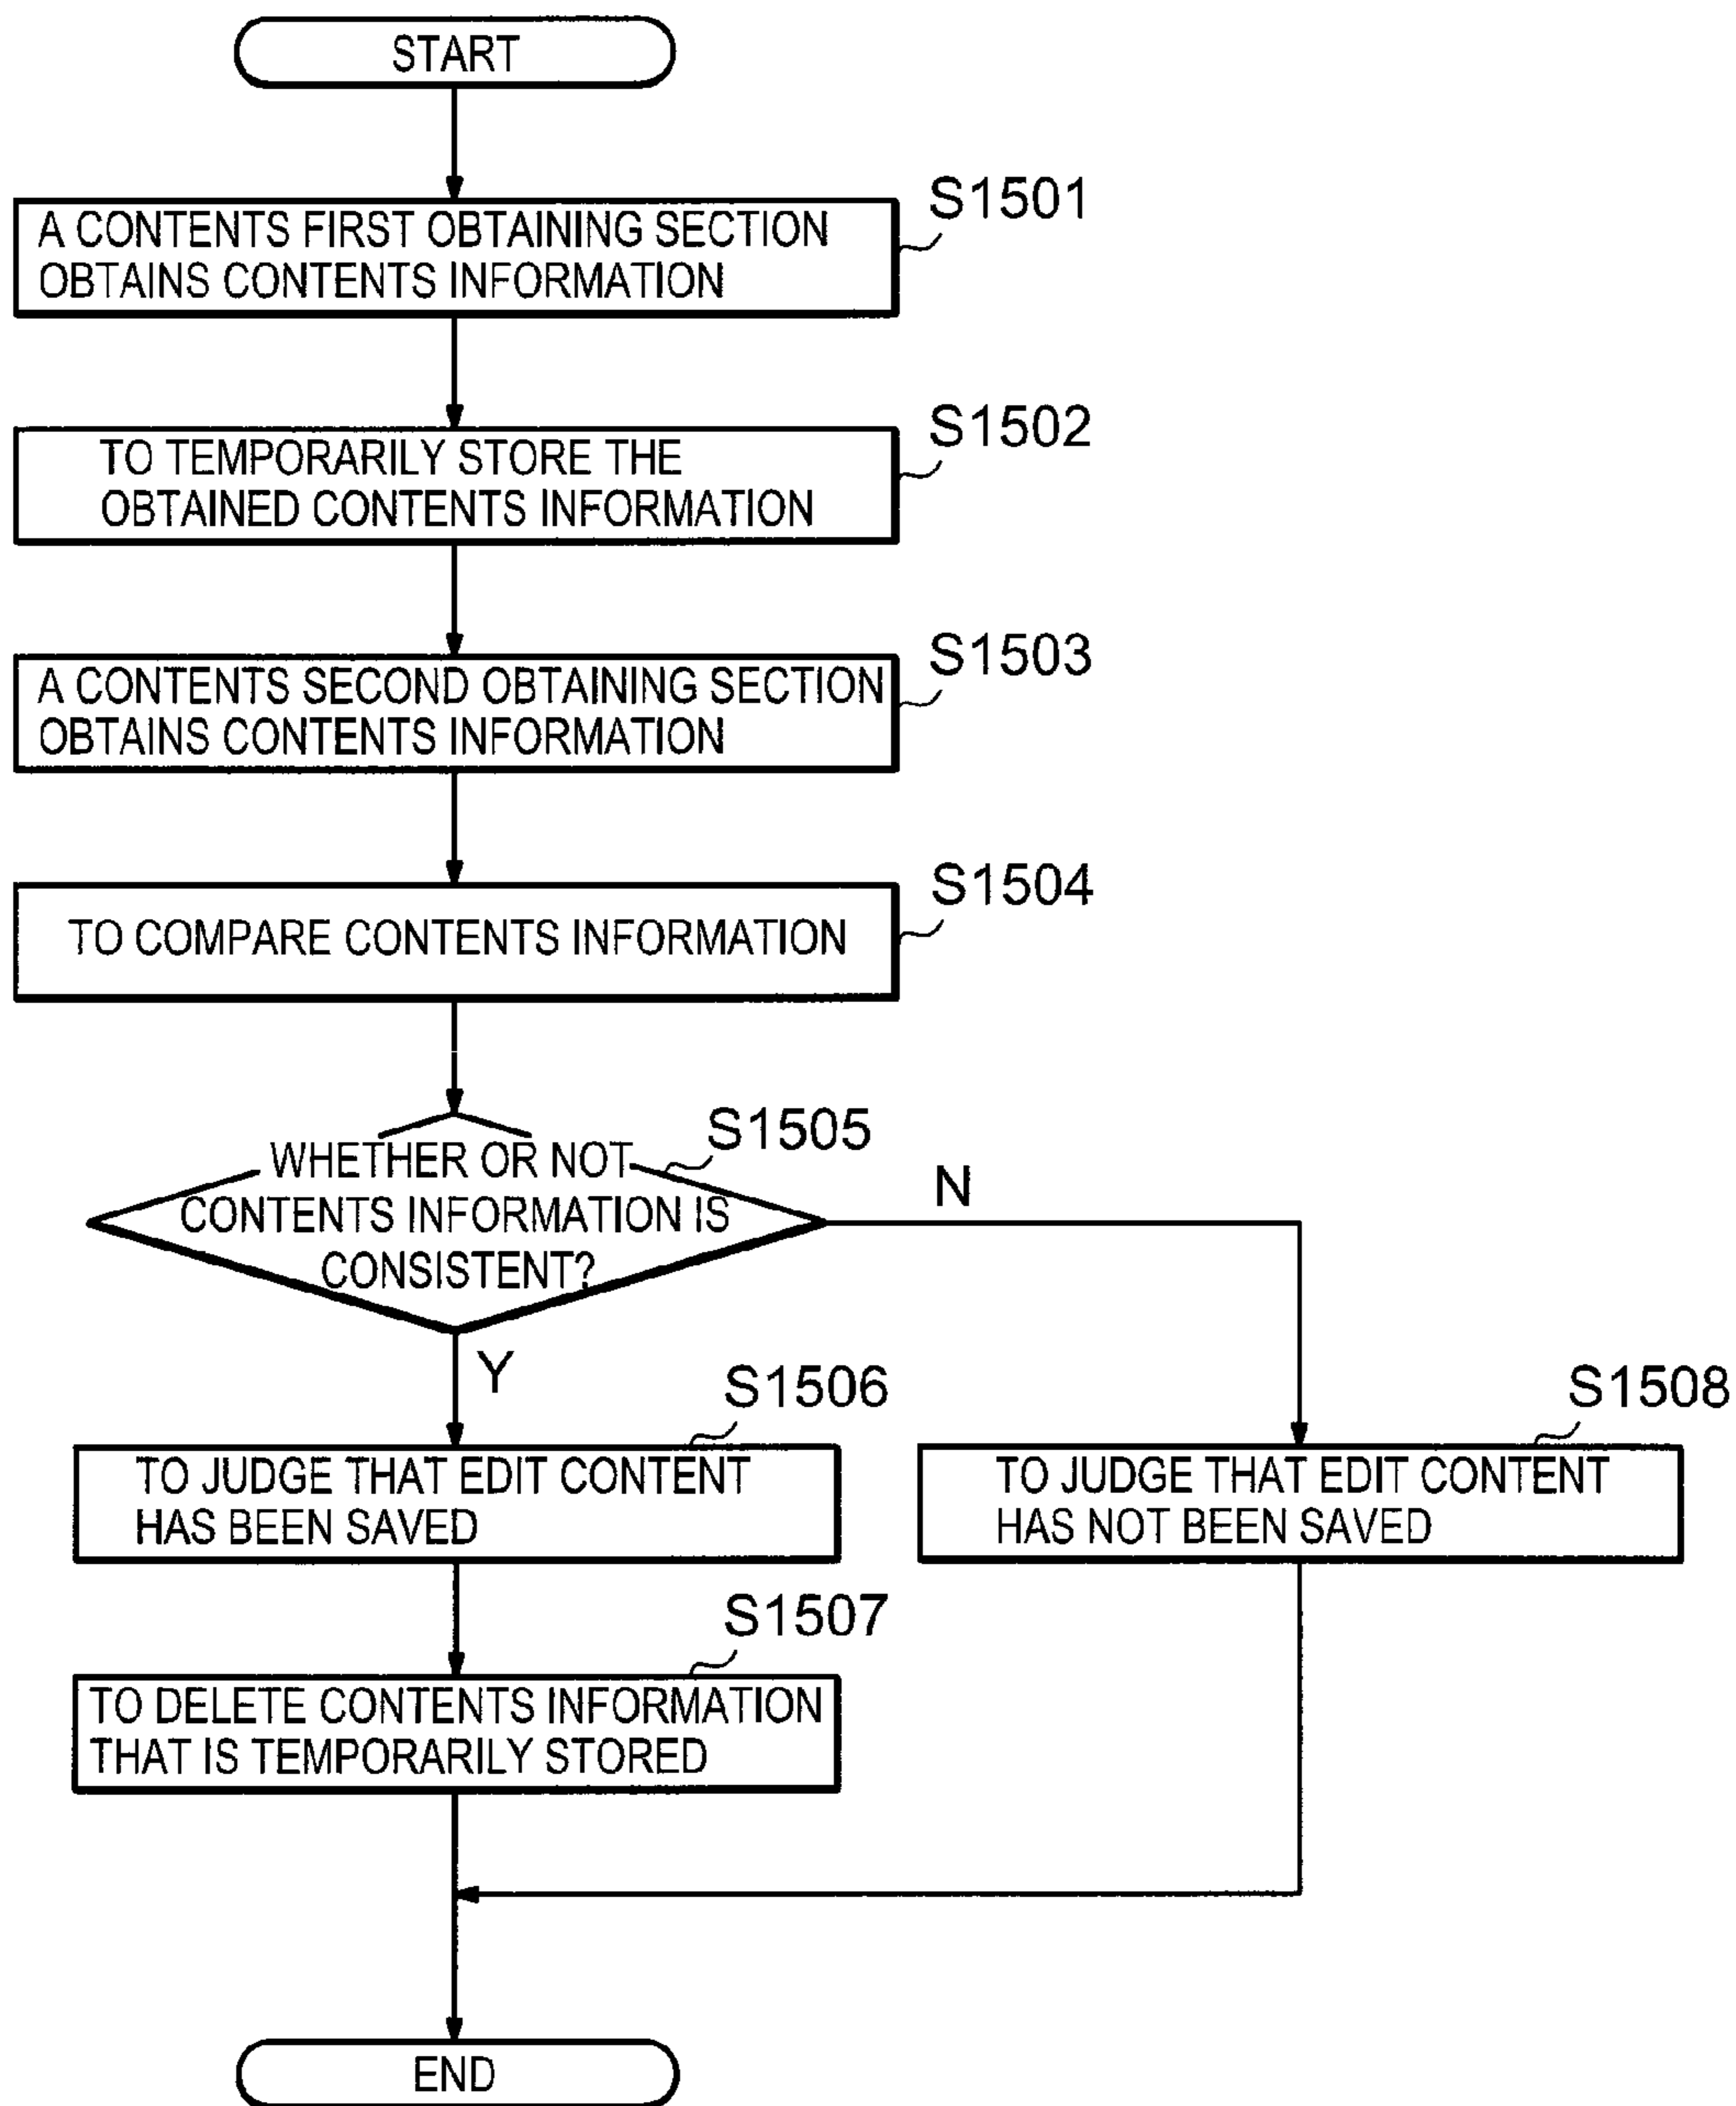 START
S1501
A CONTENTS FIRST OBTAINING SECTION
OBTAINS CONTENTS INFORMATION
S1502
TO TEMPORARILY STORE THE
OBTAINED CONTENTS INFORMATION
S1503
A CONTENTS SECOND OBTAINING SECTION
OBTAINS CONTENTS INFORMATION
S1504
TO COMPARE CONTENTS INFORMATION
S1505
WHETHER OR NOT
CONTENTS INFORMATION IS
CONSISTENT?
N
Y
S1506
TO JUDGE THAT EDIT CONTENT
HAS BEEN SAVED
S1508
TO JUDGE THAT EDIT CONTENT
HAS NOT BEEN SAVED
S1507
TO DELETE CONTENTS INFORMATION
THAT IS TEMPORARILY STORED
END